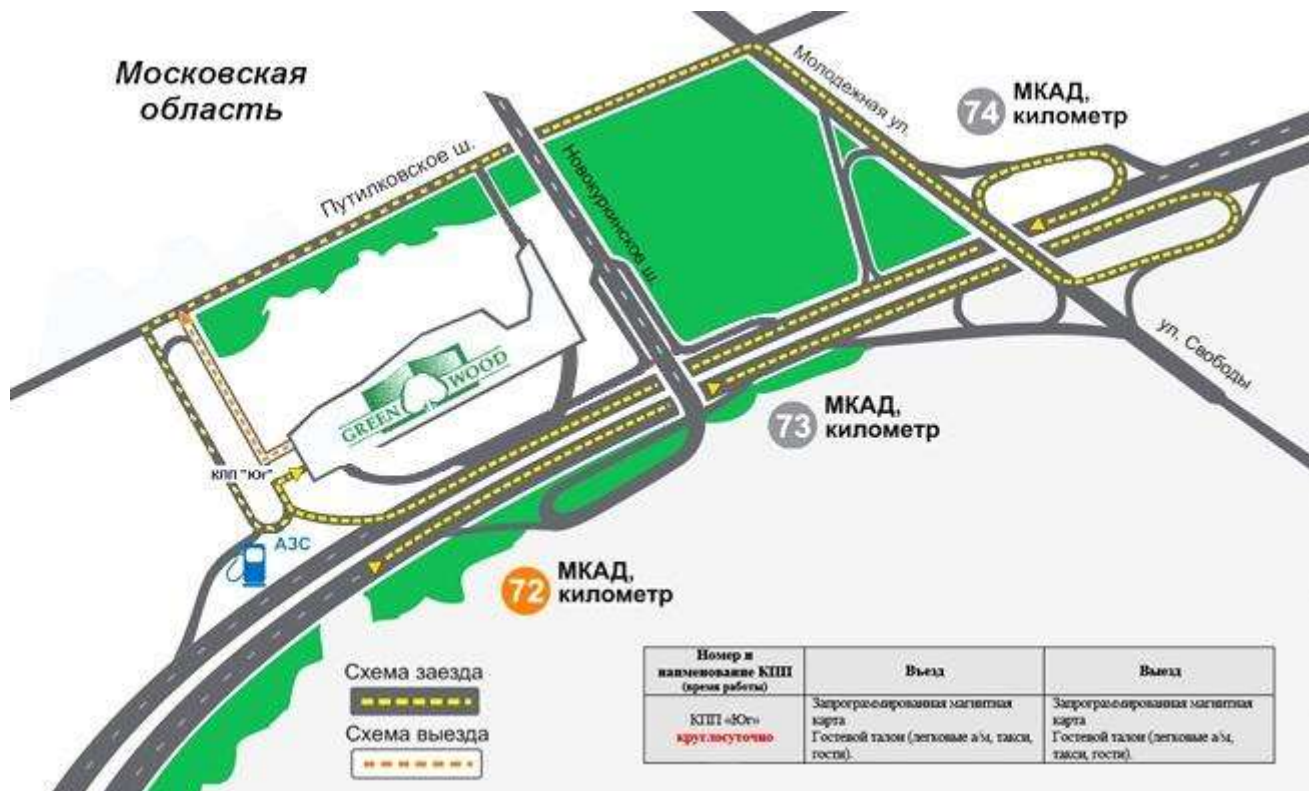 Московская
область
Путилковское ш.
Новокуркинское ш.
Молодежная ул.
74
МКАД,
километр
ул. Свободы
GREEN WOOD
КПП "Юг"
АЗС
73
МКАД,
километр
72
МКАД,
километр
Схема заезда
Схема выезда
Номер и
наименование КПП
(время работы)
Въезд
Выезд
КПП «Юг»
круглосуточно
Запрограммированная магнитная
карта
Гостевой талон (легковые а/м, такси,
гости).
Запрограммированная магнитная
карта
Гостевой талон (легковые а/м,
такси, гости).